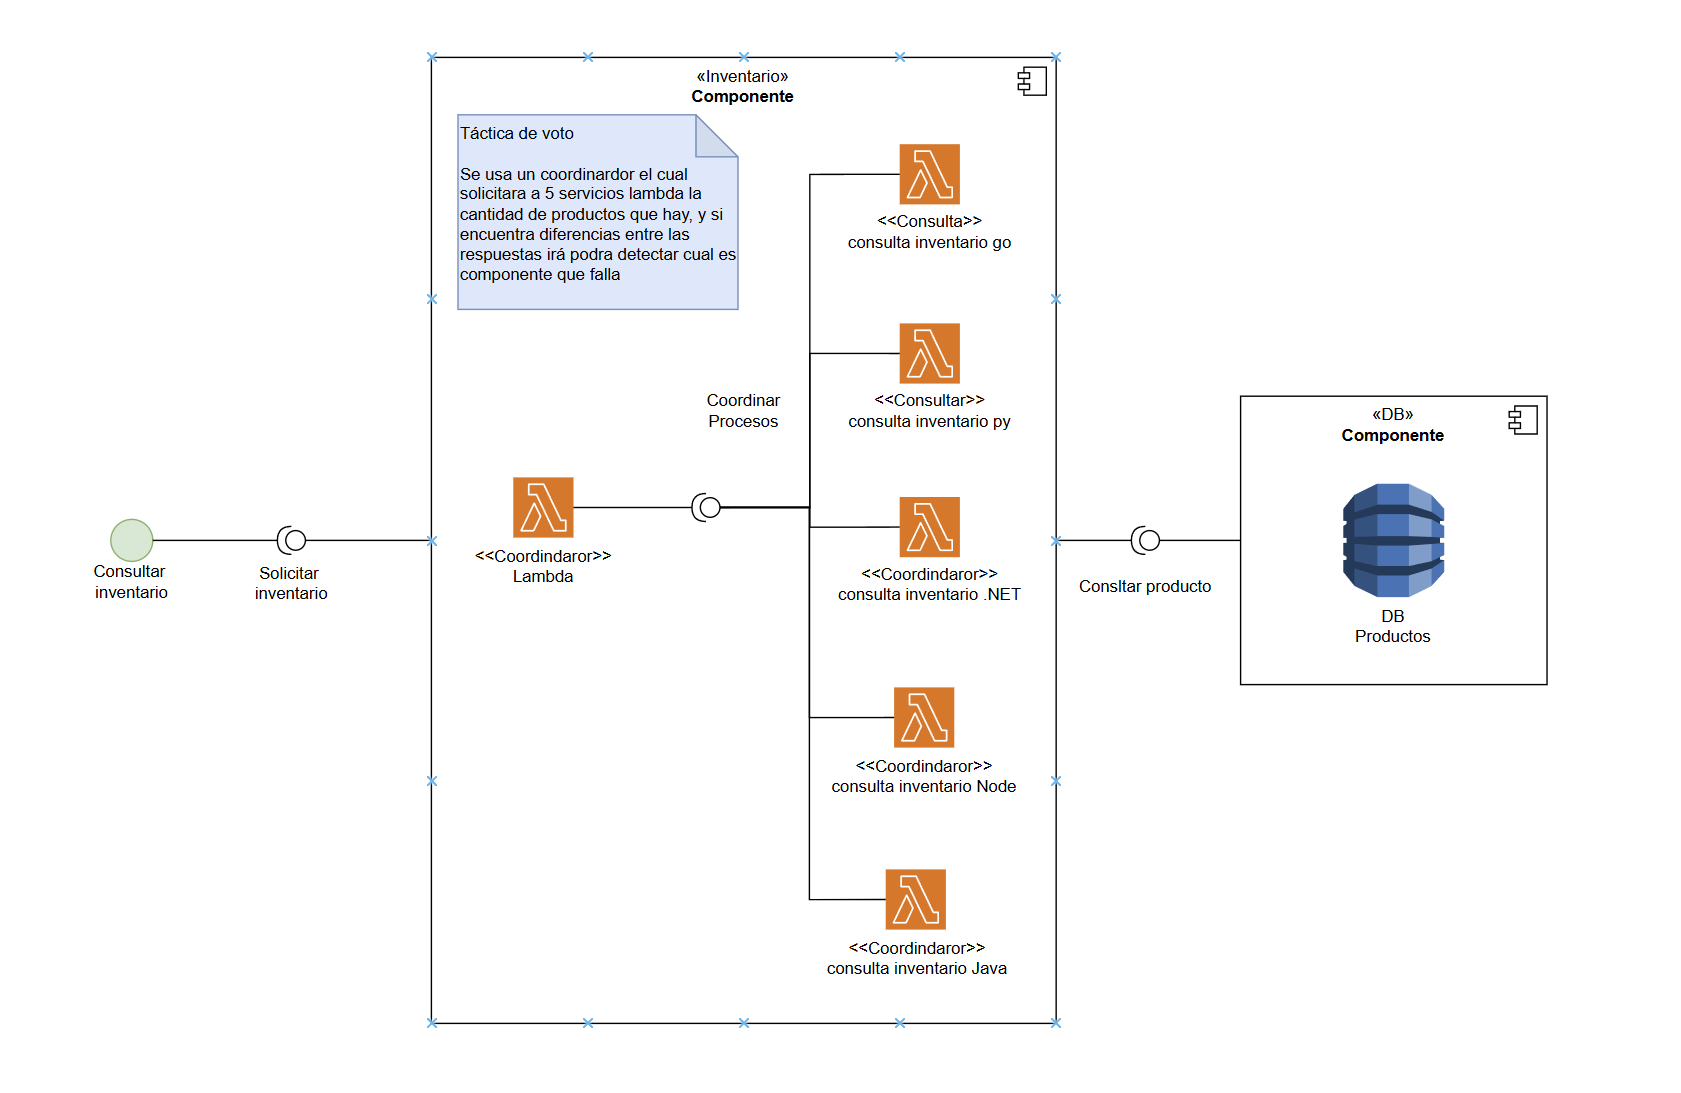 «Inventario»
Componente
Táctica de voto
Se usa un coordinardor el cual
solicitara a 5 servicios lambda la
cantidad de productos que hay, y si
encuentra diferencias entre las
respuestas irá podra detectar cual es
componente que falla
<<Consulta>>
consulta inventario go
Coordinar
Procesos
<<Consultar>>
consulta inventario py
<<Coordindaror>>
Lambda
<<Coordindaror>>
consulta inventario .NET
<<Coordindaror>>
consulta inventario Node
<<Coordindaror>>
consulta inventario Java
Consultar
inventario
Solicitar
inventario
Consltar producto
«DB»
Componente
DB
Productos